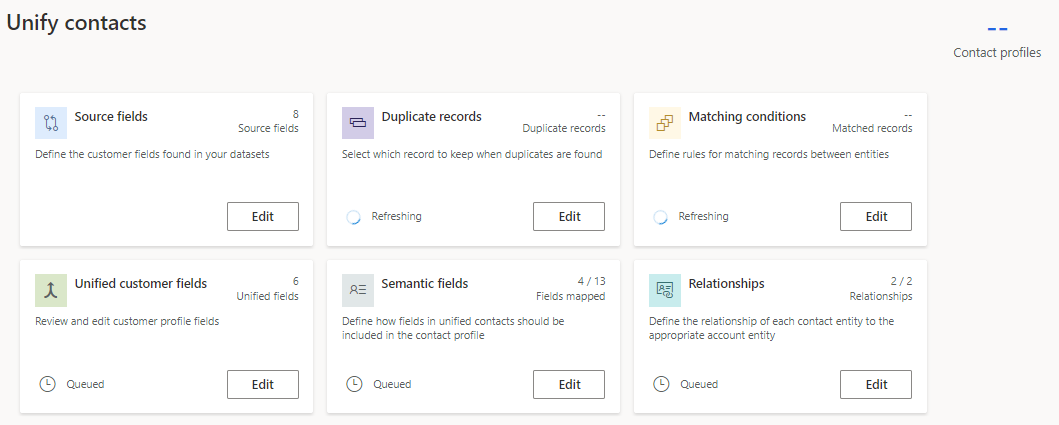 Unify contacts
--
Contact profiles
Source fields
8
Source fields
Define the customer fields found in your datasets
Edit
Duplicate records
--
Duplicate records
Select which record to keep when duplicates are found
Refreshing
Edit
Matching conditions
--
Matched records
Define rules for matching records between entities
Refreshing
Edit
Unified customer fields
6
Unified fields
Review and edit customer profile fields
Queued
Edit
Semantic fields
4 / 13
Fields mapped
Define how fields in unified contacts should be
included in the contact profile
Queued
Edit
Relationships
2 / 2
Relationships
Define the relationship of each contact entity to the
appropriate account entity
Queued
Edit